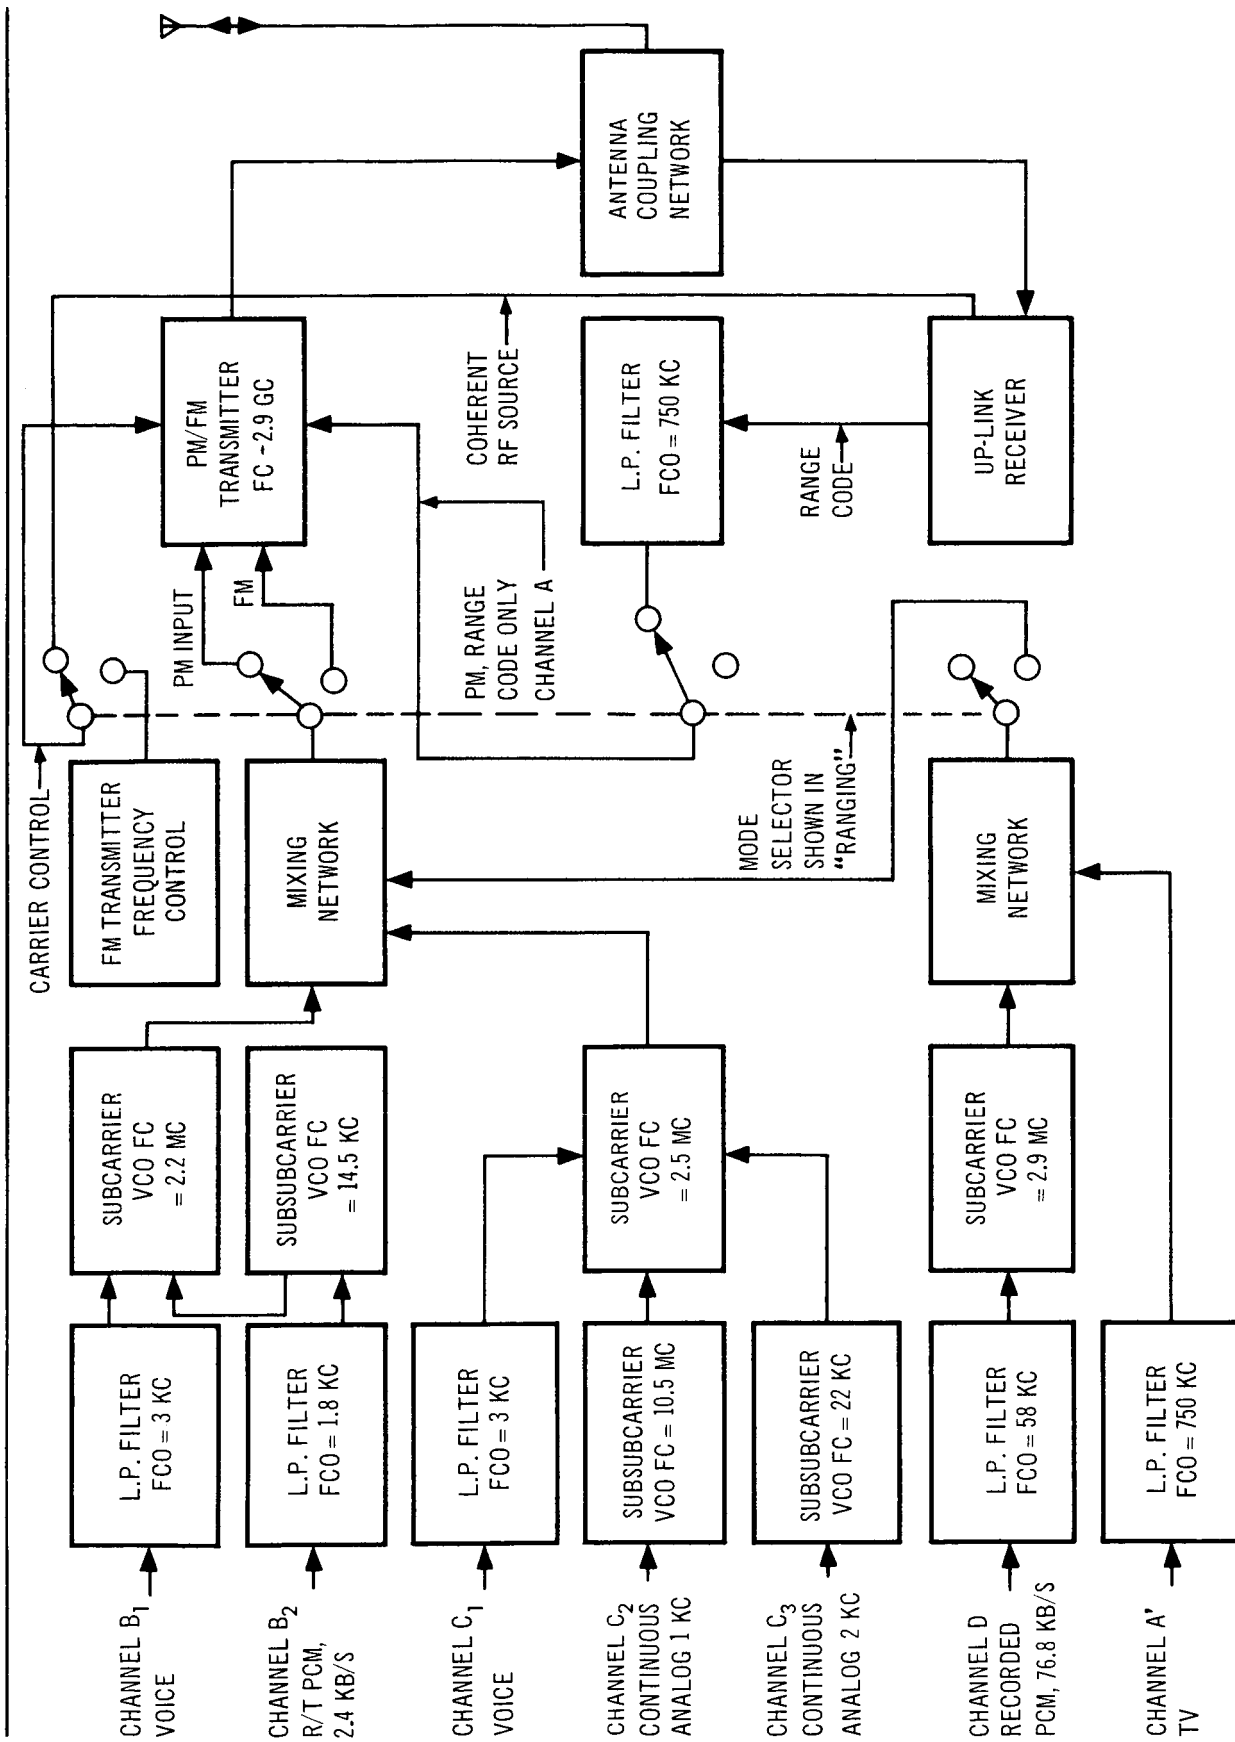 CHANNEL B1
VOICE
CHANNEL B2
R/T PCM,
2.4 KB/S
CHANNEL C1
VOICE
CHANNEL C2
CONTINUOUS
ANALOG 1 KC
CHANNEL C3
CONTINUOUS
ANALOG 2 KC
CHANNEL D
RECORDED
PCM, 76.8 KB/S
CHANNEL A'
TV
L.P. FILTER
FCO = 3 KC
L.P. FILTER
FCO = 1.8 KC
L.P. FILTER
FCO = 3 KC
SUBSUBCARRIER
VCO FC = 10.5 MC
SUBSUBCARRIER
VCO FC = 22 KC
L.P. FILTER
FCO = 58 KC
L.P. FILTER
FCO = 750 KC
SUBCARRIER
VCO FC
= 2.2 MC
SUBSUBCARRIER
VCO FC
= 14.5 KC
SUBCARRIER
VCO FC
= 2.5 MC
SUBCARRIER
VCO FC
= 2.9 MC
CARRIER CONTROL
FM TRANSMITTER
FREQUENCY
CONTROL
MIXING
NETWORK
MODE
SELECTOR
SHOWN IN
"RANGING"
MIXING
NETWORK
PM INPUT
FM
PM, RANGE
CODE ONLY
CHANNEL A
PM/FM
TRANSMITTER
FC ~2.9 GC
COHERENT
RF SOURCE
L.P. FILTER
FCO = 750 KC
RANGE
CODE
UP-LINK
RECEIVER
ANTENNA
COUPLING
NETWORK